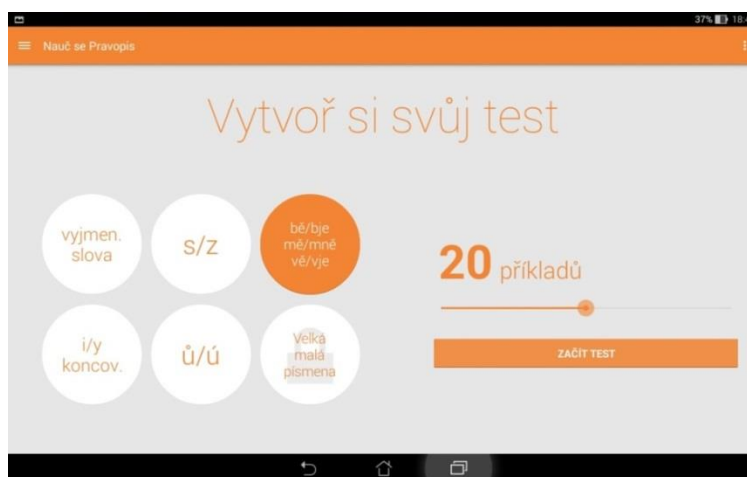 37% 18:4
Nauč se Pravopis
Vytvoř si svůj test
vyjmen.
slova
s/z
bě/bje
mě/mně
vě/vje
i/y
koncov.
ů/ú
Velká
malá
písmena
20 příkladů
ZAČÍT TEST